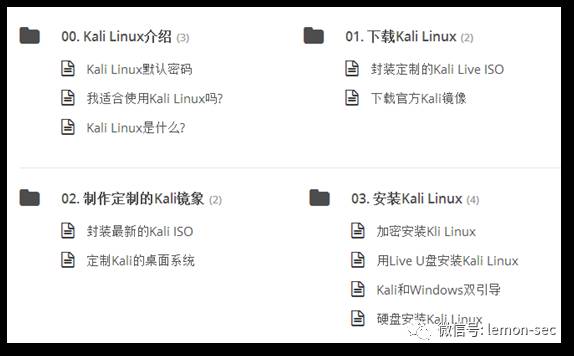 00. Kali Linux介绍 (3)
Kali Linux默认密码
我适合使用Kali Linux吗?
Kali Linux是什么?
01. 下载Kali Linux (2)
封装定制的Kali Live ISO
下载官方Kali镜像
02. 制作定制的Kali镜象 (2)
封装最新的Kali ISO
定制Kali的桌面系统
03. 安装Kali Linux (4)
加密安装Kli Linux
用Live U盘安装Kali Linux
Kali和Windows双引导
硬盘安装Kali Linux
微信号: lemon-sec